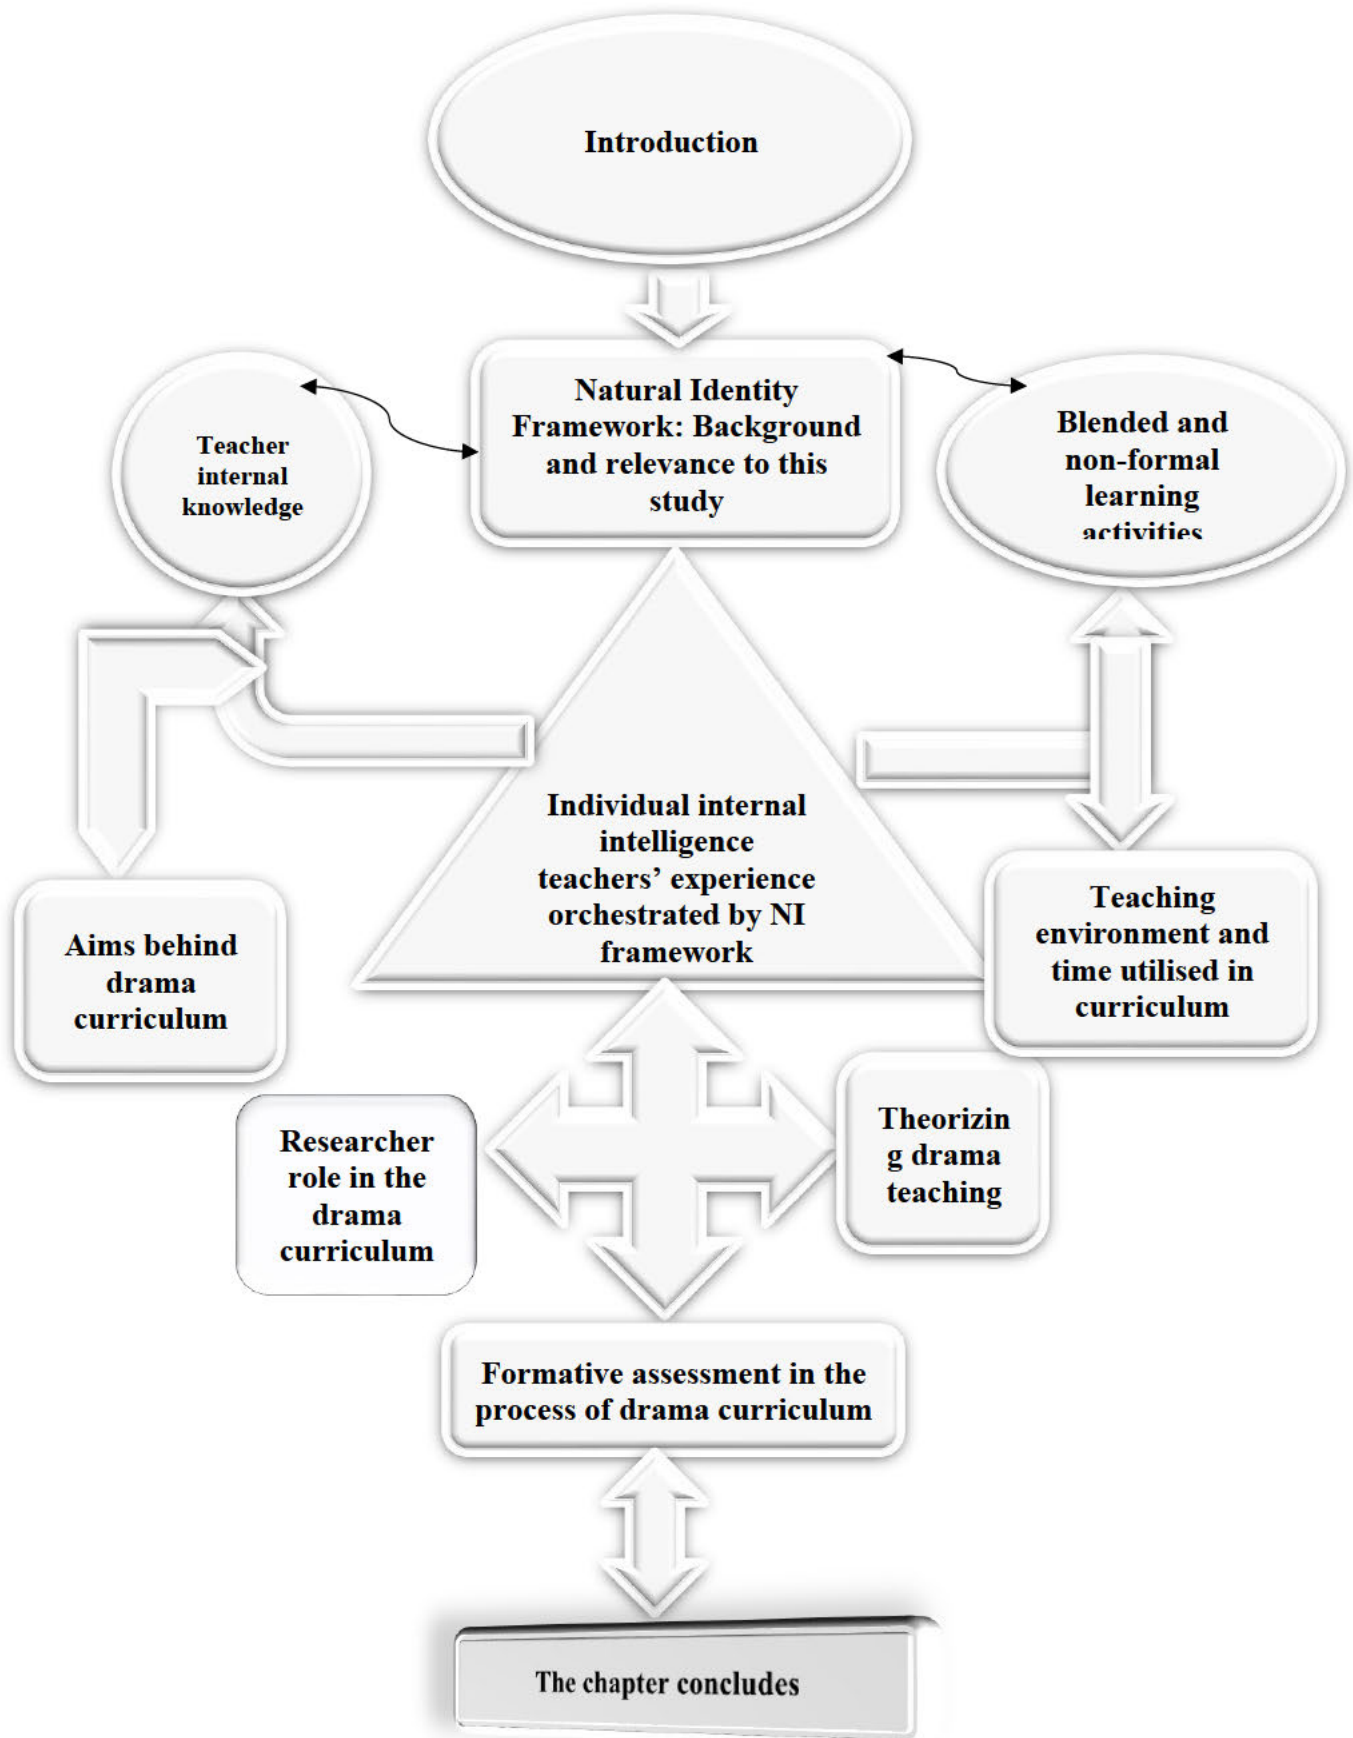 Introduction
Natural Identity
Framework: Background
and relevance to this
study
Teacher
internal
knowledge
Blended and
non-formal
learning
activities
Individual internal
intelligence
teachers’ experience
orchestrated by NI
framework
Aims behind
drama
curriculum
Teaching
environment and
time utilised in
curriculum
Researcher
role in the
drama
curriculum
Theorizin
g drama
teaching
Formative assessment in the
process of drama curriculum
The chapter concludes